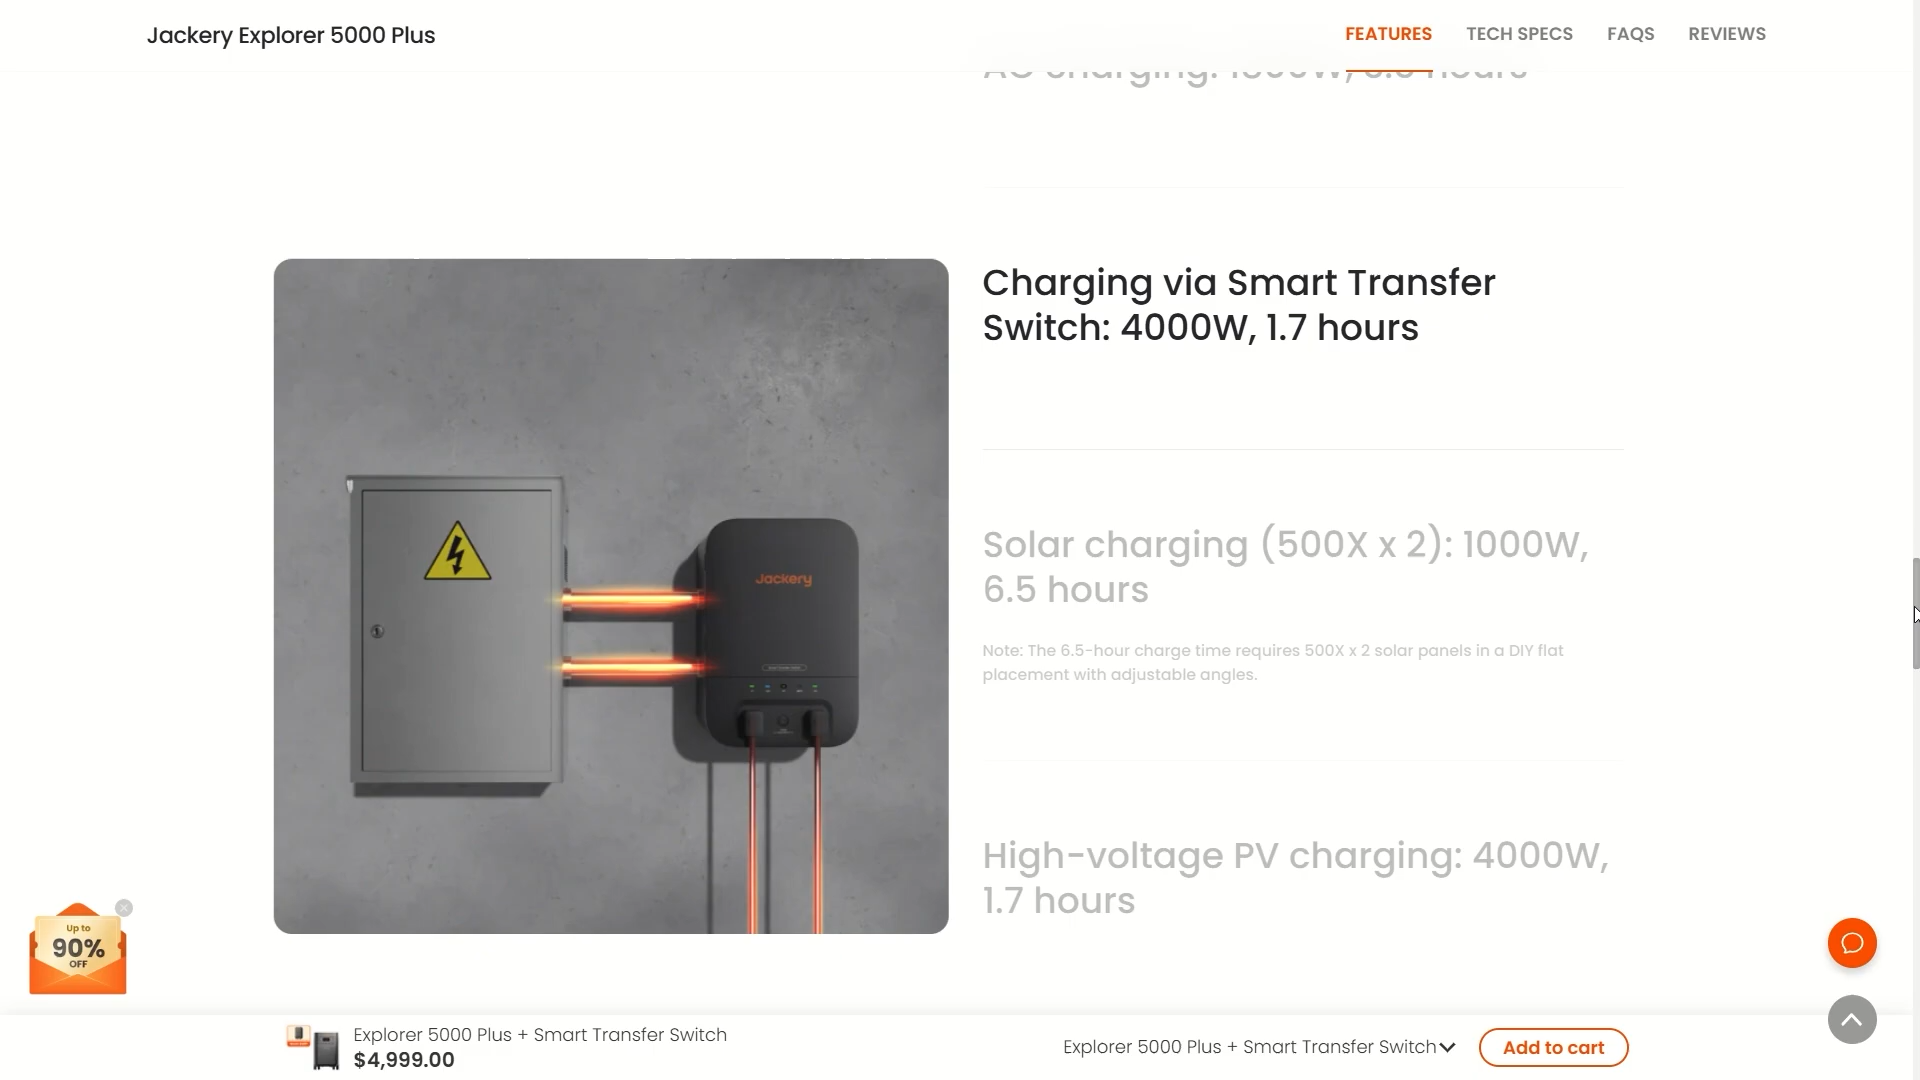 Jackery Explorer 5000 Plus
FEATURES
TECH SPECS
FAQS
REVIEWS
Charging via Smart Transfer
Switch: 4000W, 1.7 hours
Solar charging (500X x 2): 1000W,
6.5 hours
Note: The 6.5-hour charge time requires 500X x 2 solar panels in a DIY flat
placement with adjustable angles.
High-voltage PV charging: 4000W,
1.7 hours
Jackery
Up to
90%
OFF
Explorer 5000 Plus + Smart Transfer Switch
$4,999.00
Explorer 5000 Plus + Smart Transfer Switch
Add to cart